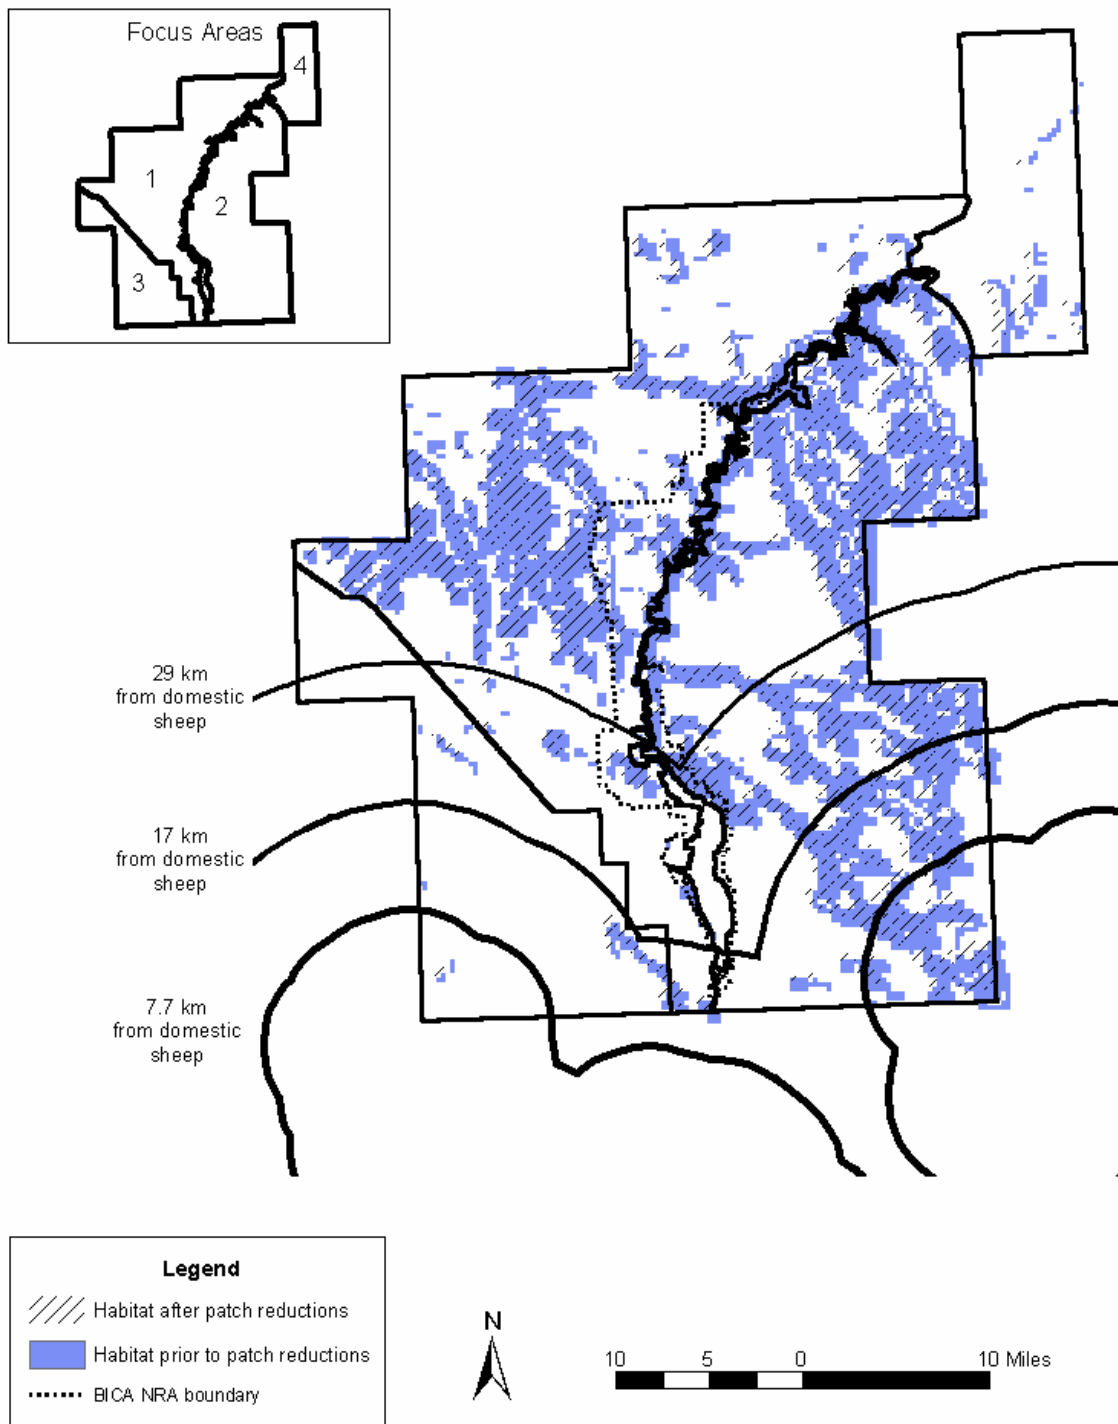 Focus Areas
4
1
2
3
29 km
from domestic
sheep
17 km
from domestic
sheep
7.7 km
from domestic
sheep
Legend
Habitat after patch reductions
Habitat prior to patch reductions
BICA NRA boundary
N
10 5 0 10 Miles